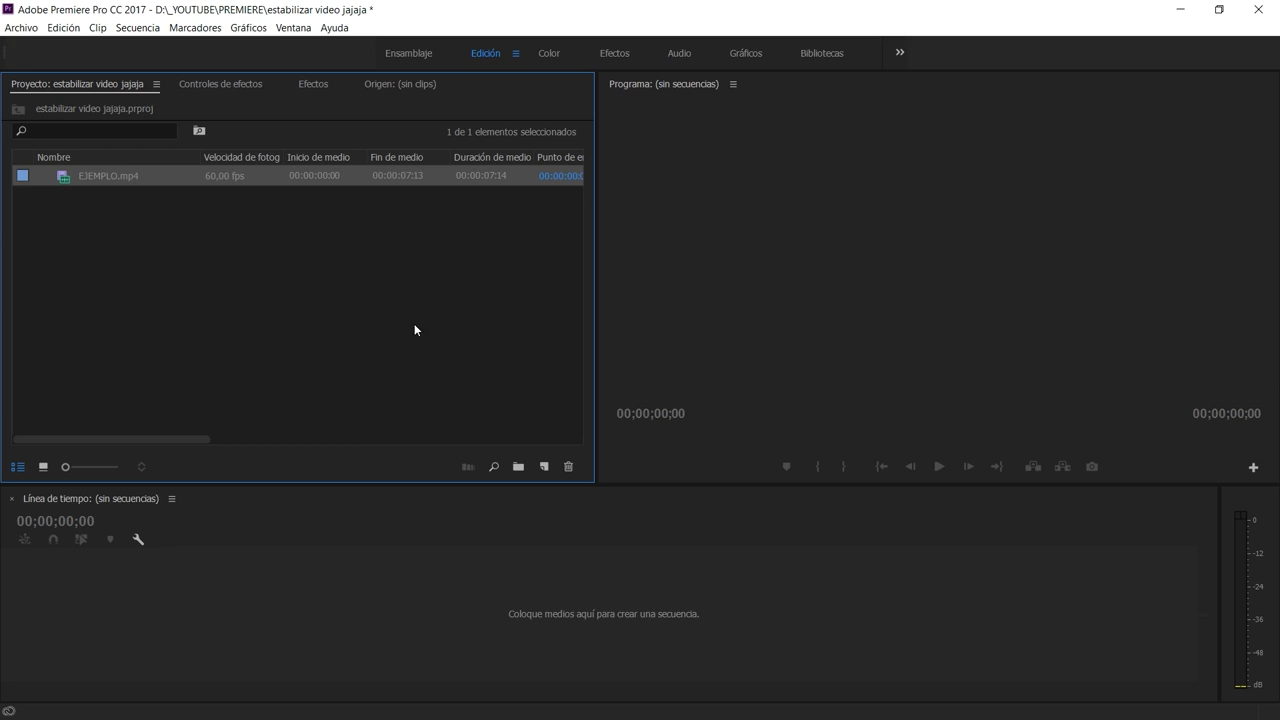 Adobe Premiere Pro CC 2017 - D:\_YOUTUBE\PREMIERE\estabilizar video jajaja *
Archivo Edición Clip Secuencia Marcadores Gráficos Ventana Ayuda
Ensamblaje Edición Color Efectos Audio Gráficos Bibliotecas
Proyecto: estabilizar video jajaja Controles de efectos Efectos Origen: (sin clips) Programa: (sin secuencias)
estabilizar video jajaja.prproj
1 de 1 elementos seleccionados
Nombre Velocidad de fotog Inicio de medio Fin de medio Duración de medio Punto de e
EJEMPLO.mp4 60,00 fps 00:00:00:00 00:00:07:13 00:00:07:14 00:00:00:
00;00;00;00 00;00;00;00
Línea de tiempo: (sin secuencias)
00;00;00;00
Coloque medios aquí para crear una secuencia.
0
-12
-24
-36
-48
dB